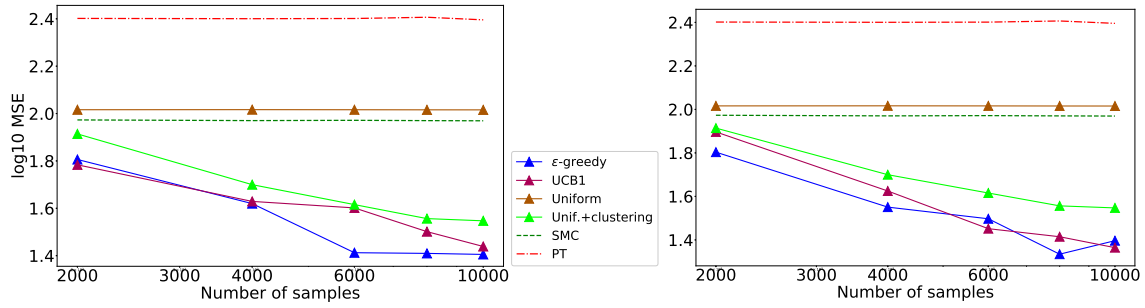 2.4
2.2
2.0
1.8
1.6
1.4
log10 MSE
2000
3000
4000
6000
10000
Number of samples
ε-greedy
UCB1
Uniform
Unif.+clustering
SMC
PT
2.4
2.2
2.0
1.8
1.6
1.4
2000
3000
4000
6000
10000
Number of samples